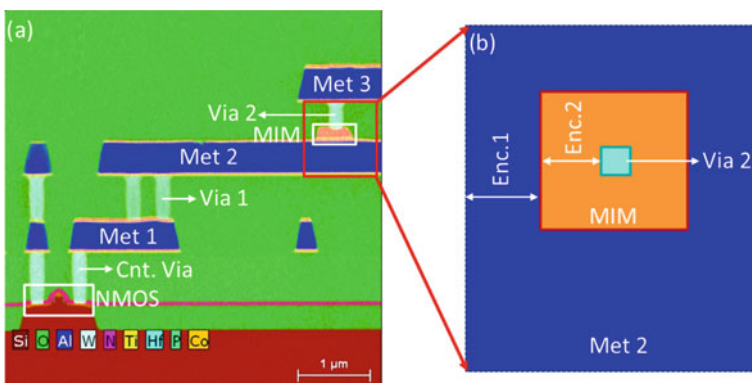 (a)
Met 3
Via 2
MIM
Met 2
Via 1
Met 1
Cnt. Via
NMOS
Si O Al W N Ti Hf P Co
1 µm
(b)
Enc.1
Enc.2
Via 2
MIM
Met 2